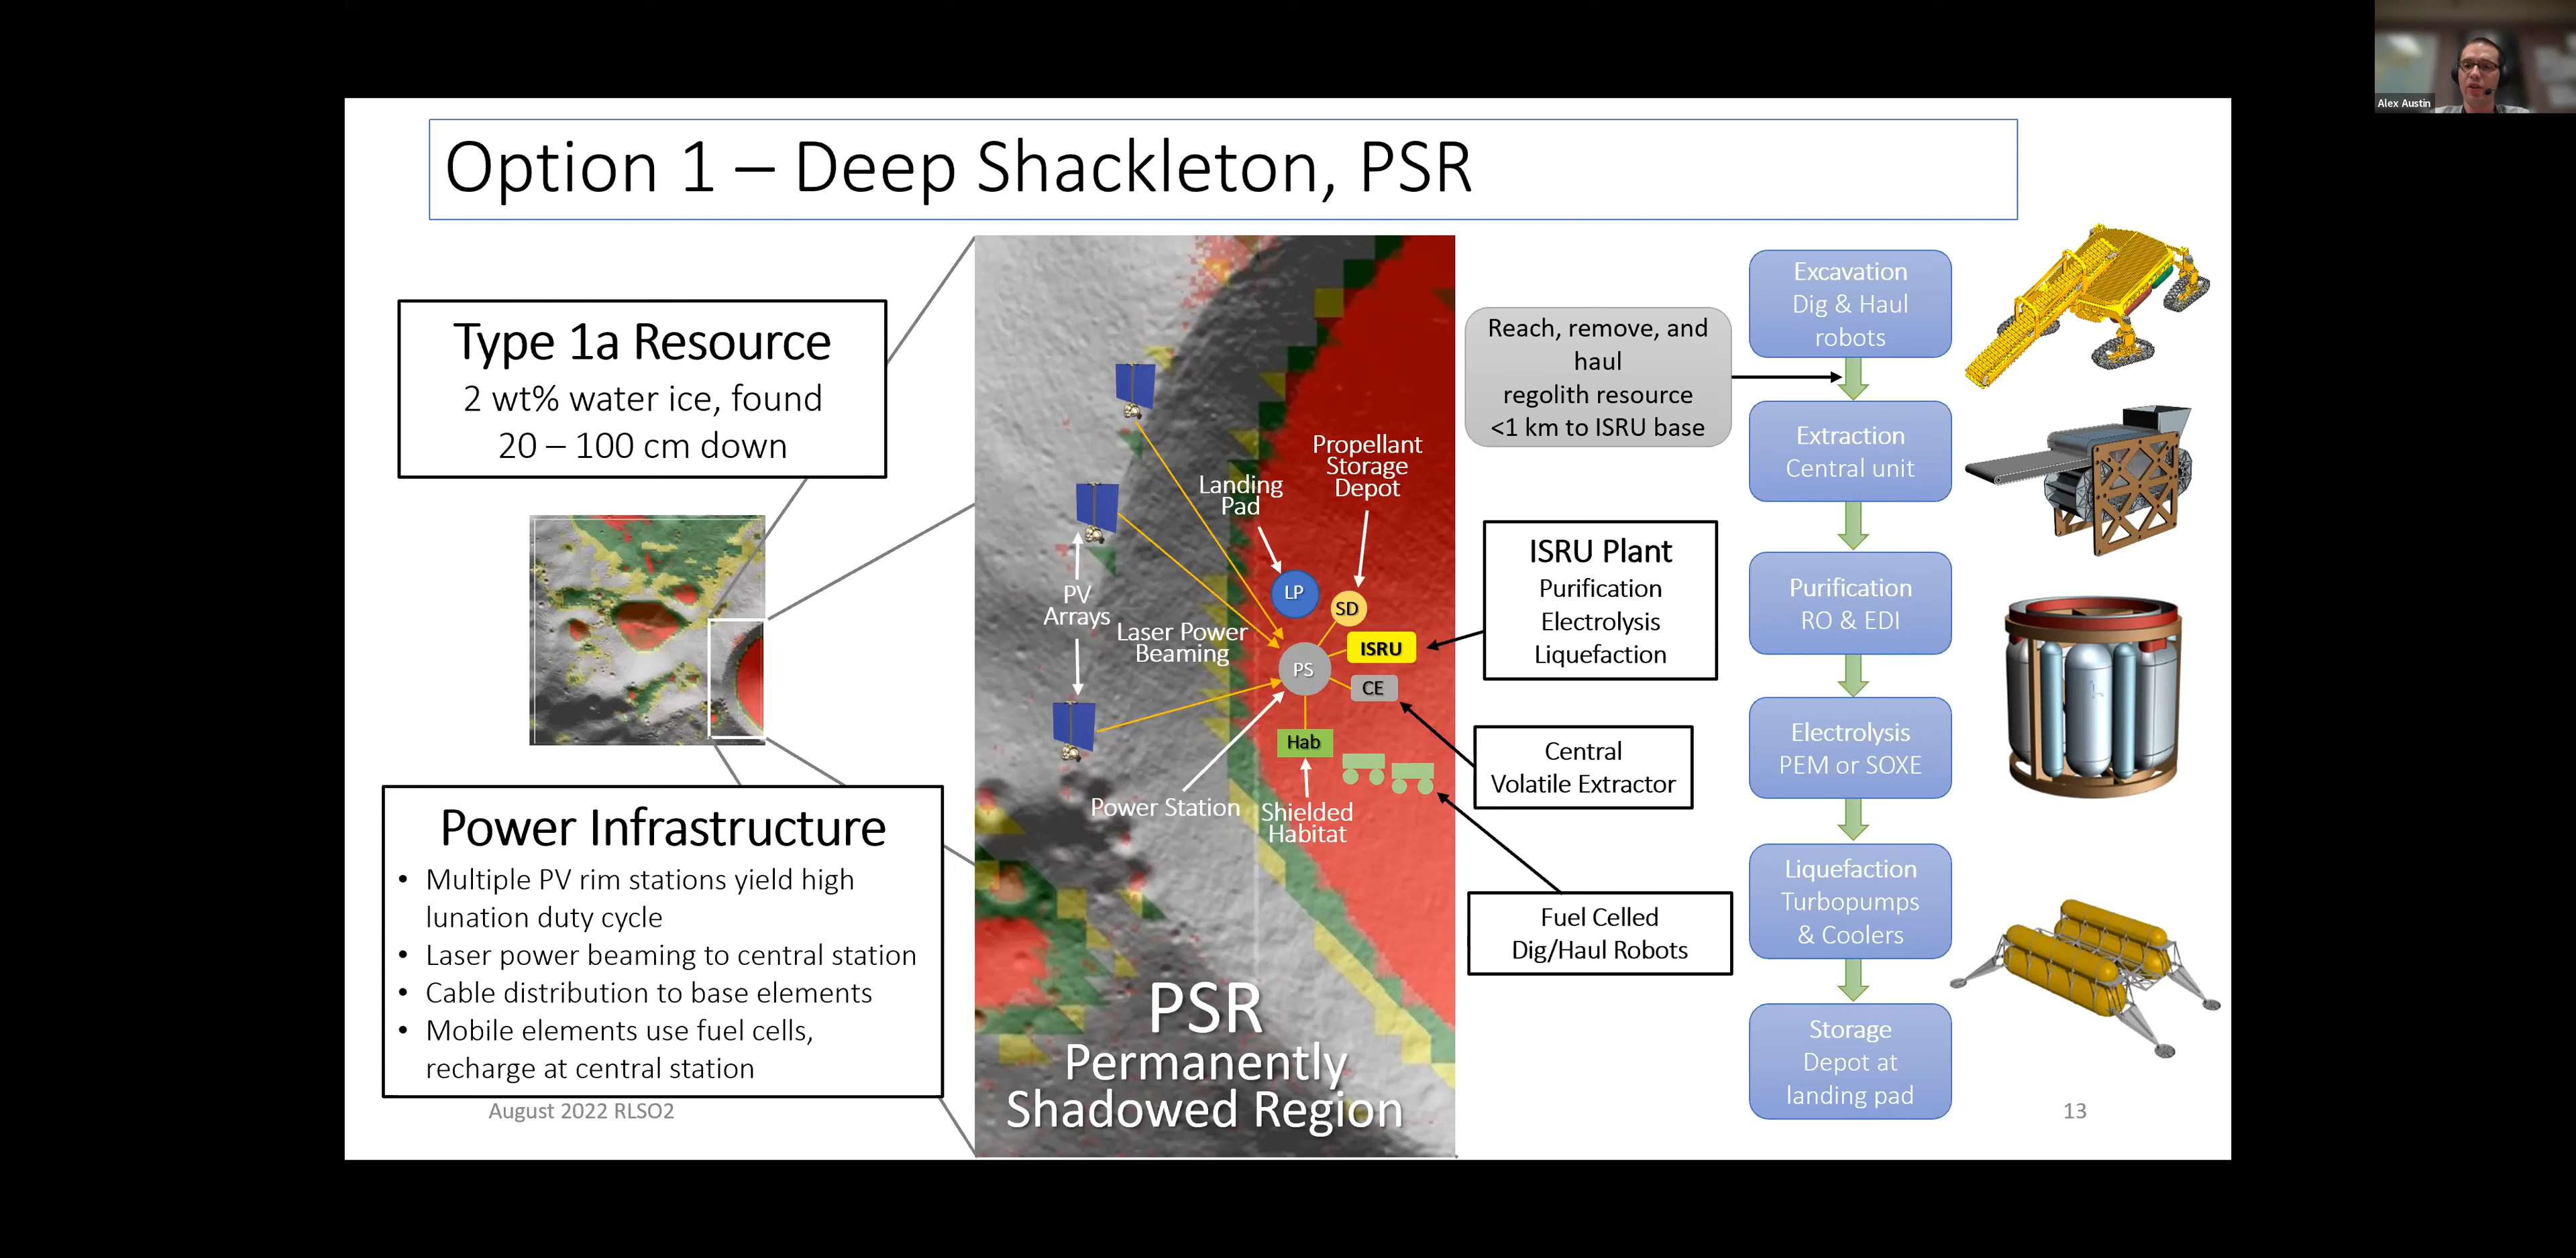 Alex Austin
Option 1 – Deep Shackleton, PSR
Type 1a Resource
2 wt% water ice, found
20 – 100 cm down
Power Infrastructure
• Multiple PV rim stations yield high
lunation duty cycle
• Laser power beaming to central station
• Cable distribution to base elements
• Mobile elements use fuel cells,
recharge at central station
August 2022 RLSO2
Propellant
Storage
Depot
Landing
Pad
LP
SD
PV
Arrays
Laser Power
Beaming
ISRU
PS
CE
Hab
Power Station
Shielded
Habitat
PSR
Permanently
Shadowed Region
Reach, remove, and
haul
regolith resource
<1 km to ISRU base
ISRU Plant
Purification
Electrolysis
Liquefaction
Central
Volatile Extractor
Fuel Celled
Dig/Haul Robots
Excavation
Dig & Haul
robots
Extraction
Central unit
Purification
RO & EDI
Electrolysis
PEM or SOXE
Liquefaction
Turbopumps
& Coolers
Storage
Depot at
landing pad
13